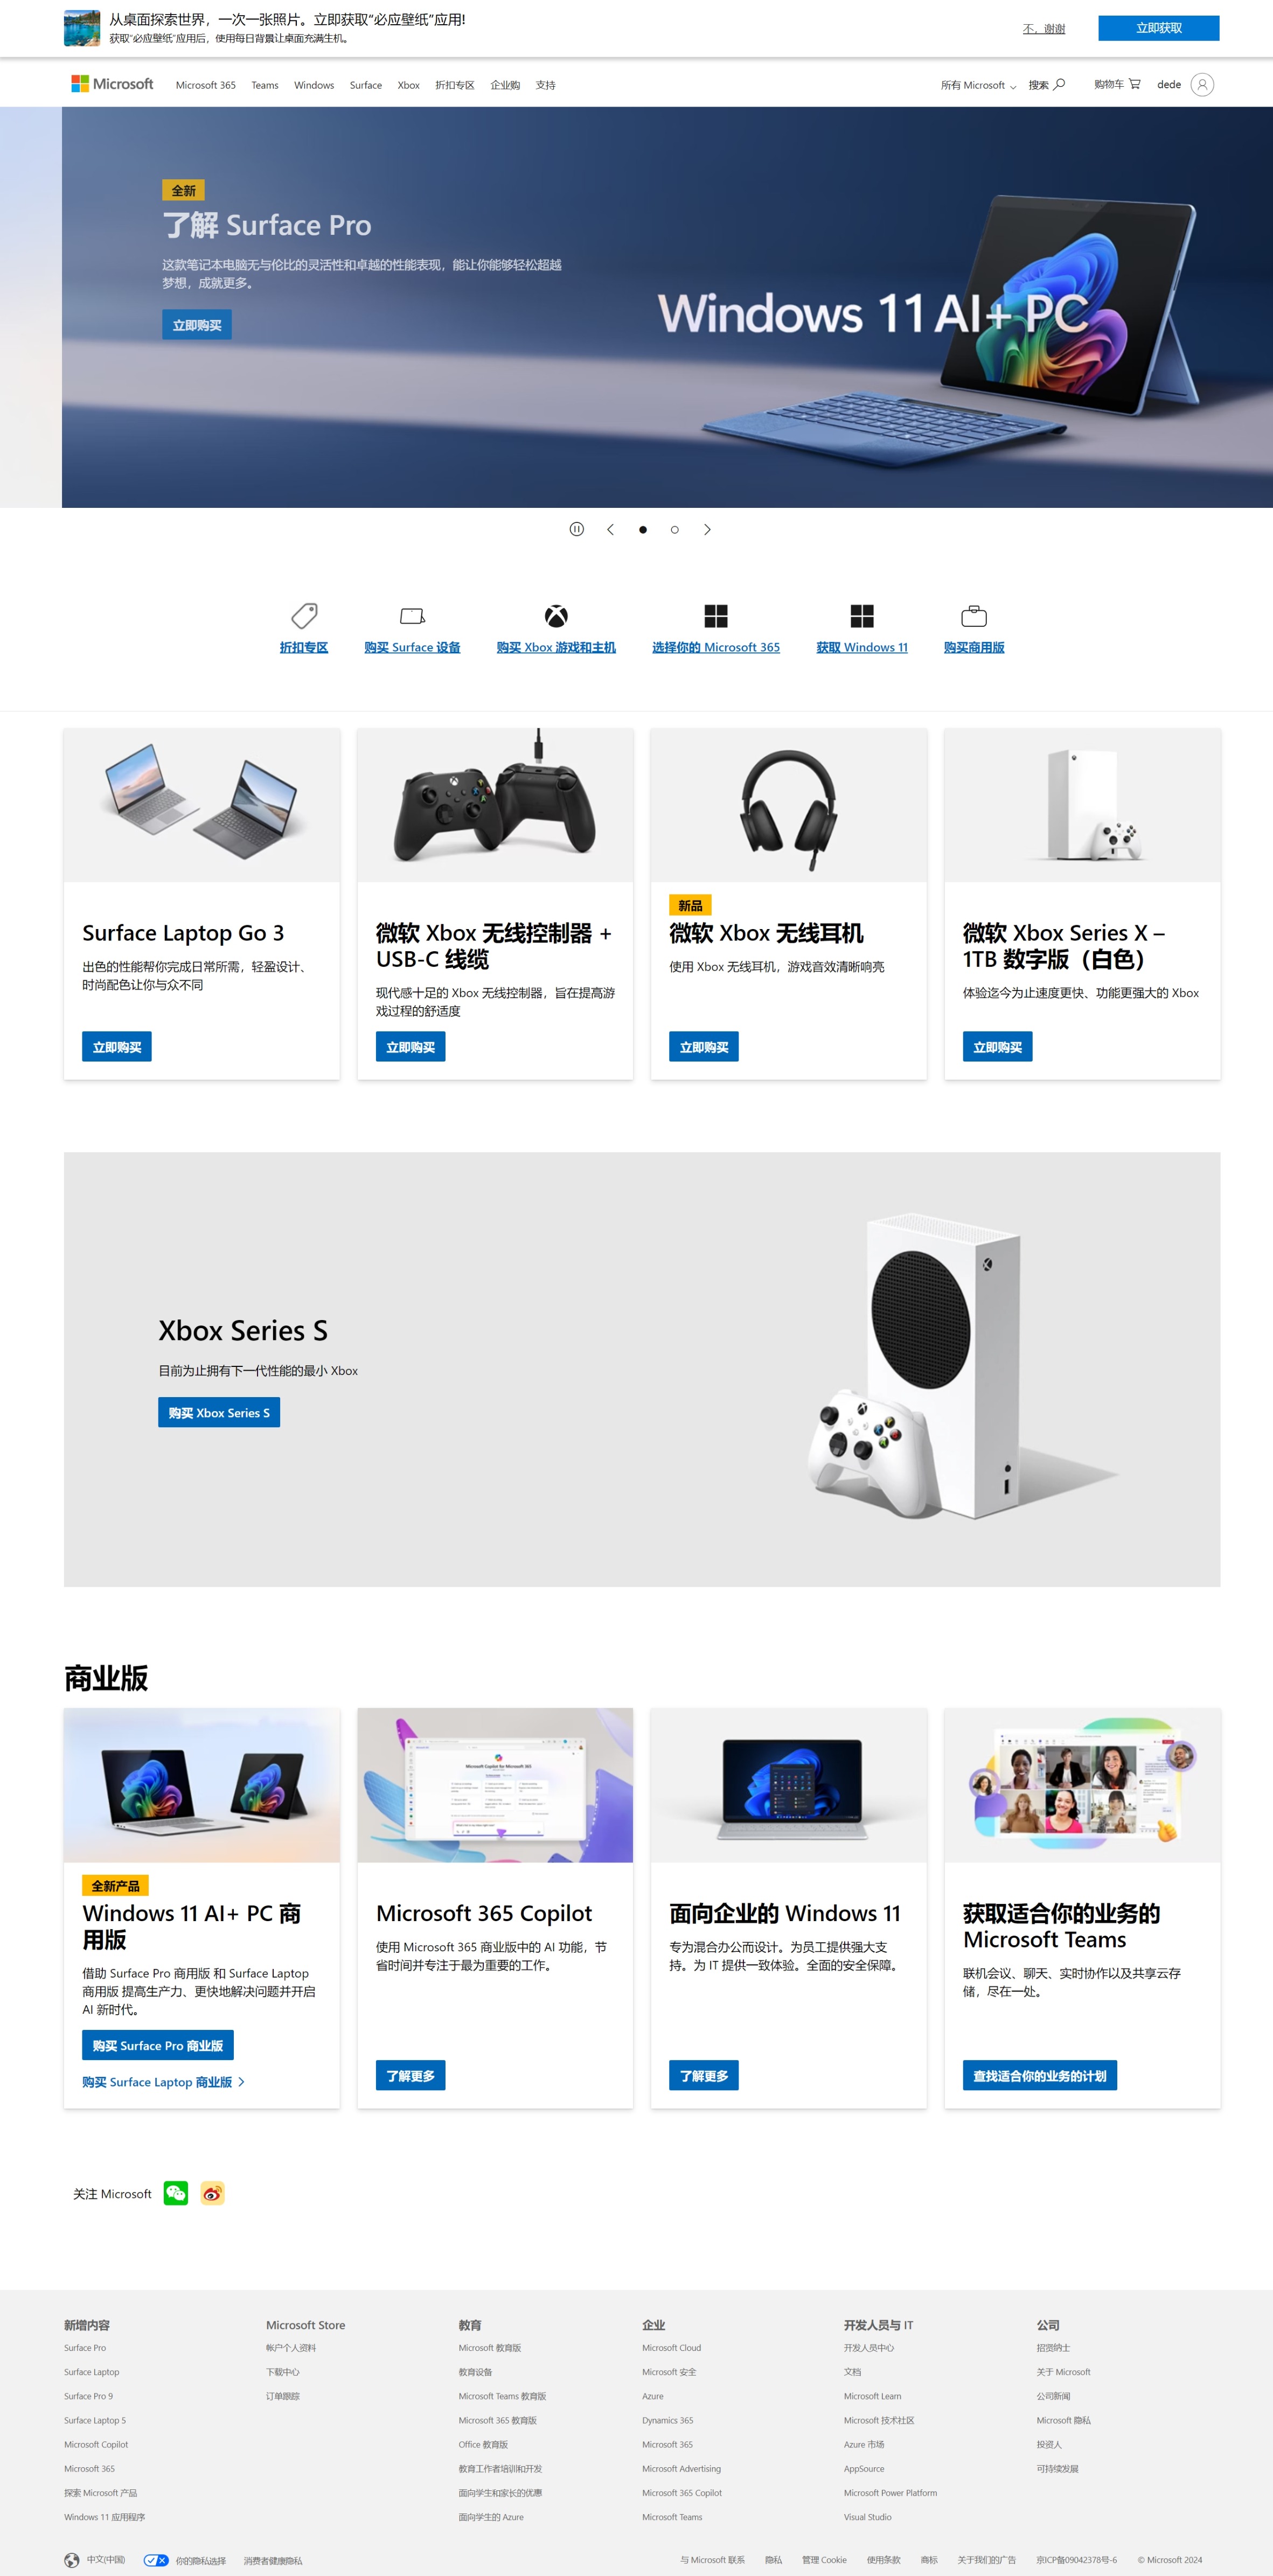 从桌面探索世界，一次一张照片。立即获取“必应壁纸”应用!
获取“必应壁纸”应用后，使用每日背景让桌面充满生机。
不，谢谢
立即获取
Microsoft
Microsoft 365 Teams Windows Surface Xbox 折扣专区 企业购 支持
所有 Microsoft 搜索 购物车 dede
全新
了解 Surface Pro
这款笔记本电脑无与伦比的灵活性和卓越的性能表现，能让你能够轻松超越
梦想，成就更多。
立即购买
Windows 11 AI+ PC
折扣专区
购买 Surface 设备
购买 Xbox 游戏和主机
选择你的 Microsoft 365
获取 Windows 11
购买商用版
Surface Laptop Go 3
出色的性能帮你完成日常所需，轻盈设计、
时尚配色让你与众不同
立即购买
微软 Xbox 无线控制器 +
USB-C 线缆
现代感十足的 Xbox 无线控制器，旨在提高游
戏过程的舒适度
立即购买
新品
微软 Xbox 无线耳机
使用 Xbox 无线耳机，游戏音效清晰响亮
立即购买
微软 Xbox Series X –
1TB 数字版（白色）
体验迄今为止速度更快、功能更强大的 Xbox
立即购买
Xbox Series S
目前为止拥有下一代性能的最小 Xbox
购买 Xbox Series S
商业版
全新产品
Windows 11 AI+ PC 商
用版
借助 Surface Pro 商用版 和 Surface Laptop
商用版 提高生产力、更快地解决问题并开启
AI 新时代。
购买 Surface Pro 商业版
购买 Surface Laptop 商业版
Microsoft Copilot for Microsoft 365
Microsoft 365 Copilot
使用 Microsoft 365 商业版中的 AI 功能，节
省时间并专注于最为重要的工作。
了解更多
面向企业的 Windows 11
专为混合办公而设计。为员工提供强大支
持。为 IT 提供一致体验。全面的安全保障。
了解更多
获取适合你的业务的
Microsoft Teams
联机会议、聊天、实时协作以及共享云存
储，尽在一处。
查找适合你的业务的计划
关注 Microsoft
新增内容
Surface Pro
Surface Laptop
Surface Pro 9
Surface Laptop 5
Microsoft Copilot
Microsoft 365
探索 Microsoft 产品
Windows 11 应用程序
Microsoft Store
帐户个人资料
下载中心
订单跟踪
教育
Microsoft 教育版
教育设备
Microsoft Teams 教育版
Microsoft 365 教育版
Office 教育版
教育工作者培训和开发
面向学生和家长的优惠
面向学生的 Azure
企业
Microsoft Cloud
Microsoft 安全
Azure
Dynamics 365
Microsoft 365
Microsoft Advertising
Microsoft 365 Copilot
Microsoft Teams
开发人员与 IT
开发人员中心
文档
Microsoft Learn
Microsoft 技术社区
Azure 市场
AppSource
Microsoft Power Platform
Visual Studio
公司
招贤纳士
关于 Microsoft
公司新闻
Microsoft 隐私
投资人
可持续发展
中文(中国) 你的隐私选择 消费者健康隐私
与 Microsoft 联系 隐私 管理 Cookie 使用条款 商标 关于我们的广告 京ICP备09042378号-6 © Microsoft 2024